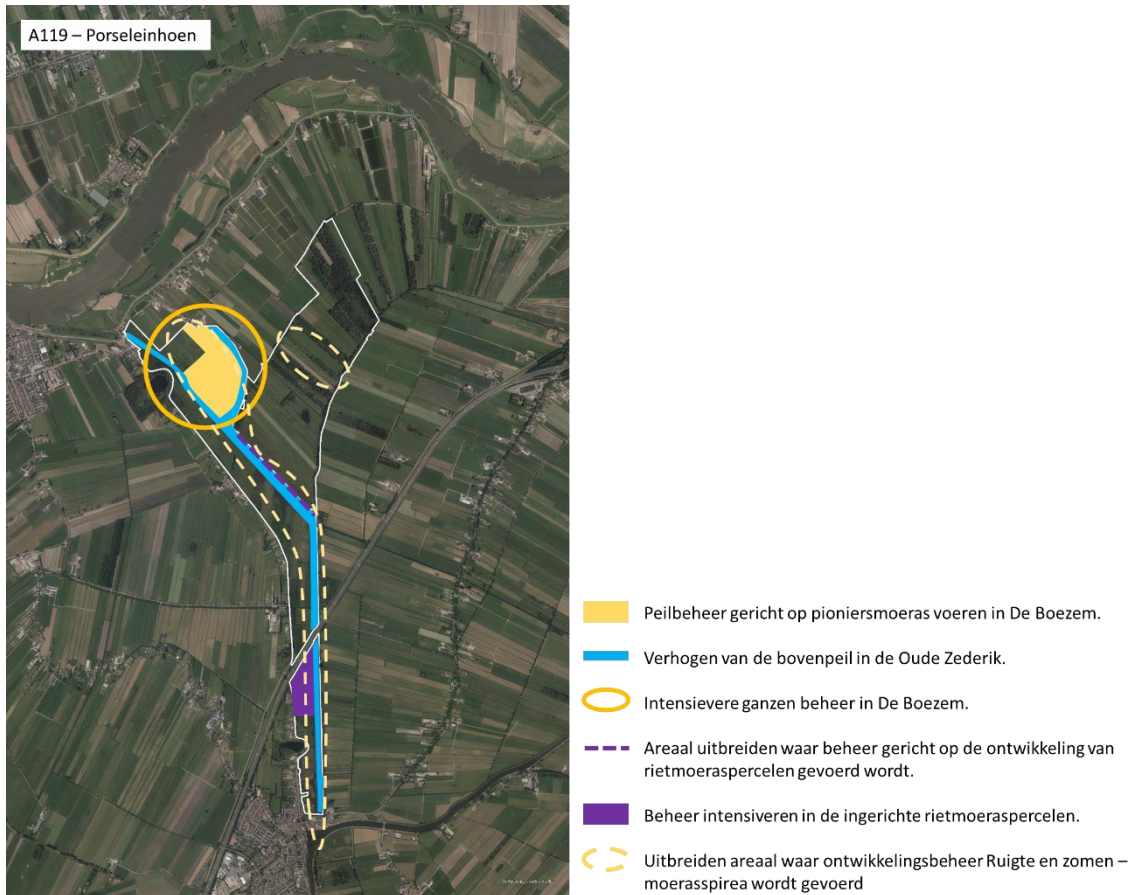 A119 – Porseleinhoen
Peilbeheer gericht op pioniersmoeras voeren in De Boezem.
Verhogen van de bovenpeil in de Oude Zederik.
Intensievere ganzen beheer in De Boezem.
Areaal uitbreiden waar beheer gericht op de ontwikkeling van
rietmoeraspercelen gevoerd wordt.
Beheer intensiveren in de ingerichte rietmoeraspercelen.
Uitbreiden areaal waar ontwikkelingsbeheer Ruigte en zomen –
moerasspirea wordt gevoerd